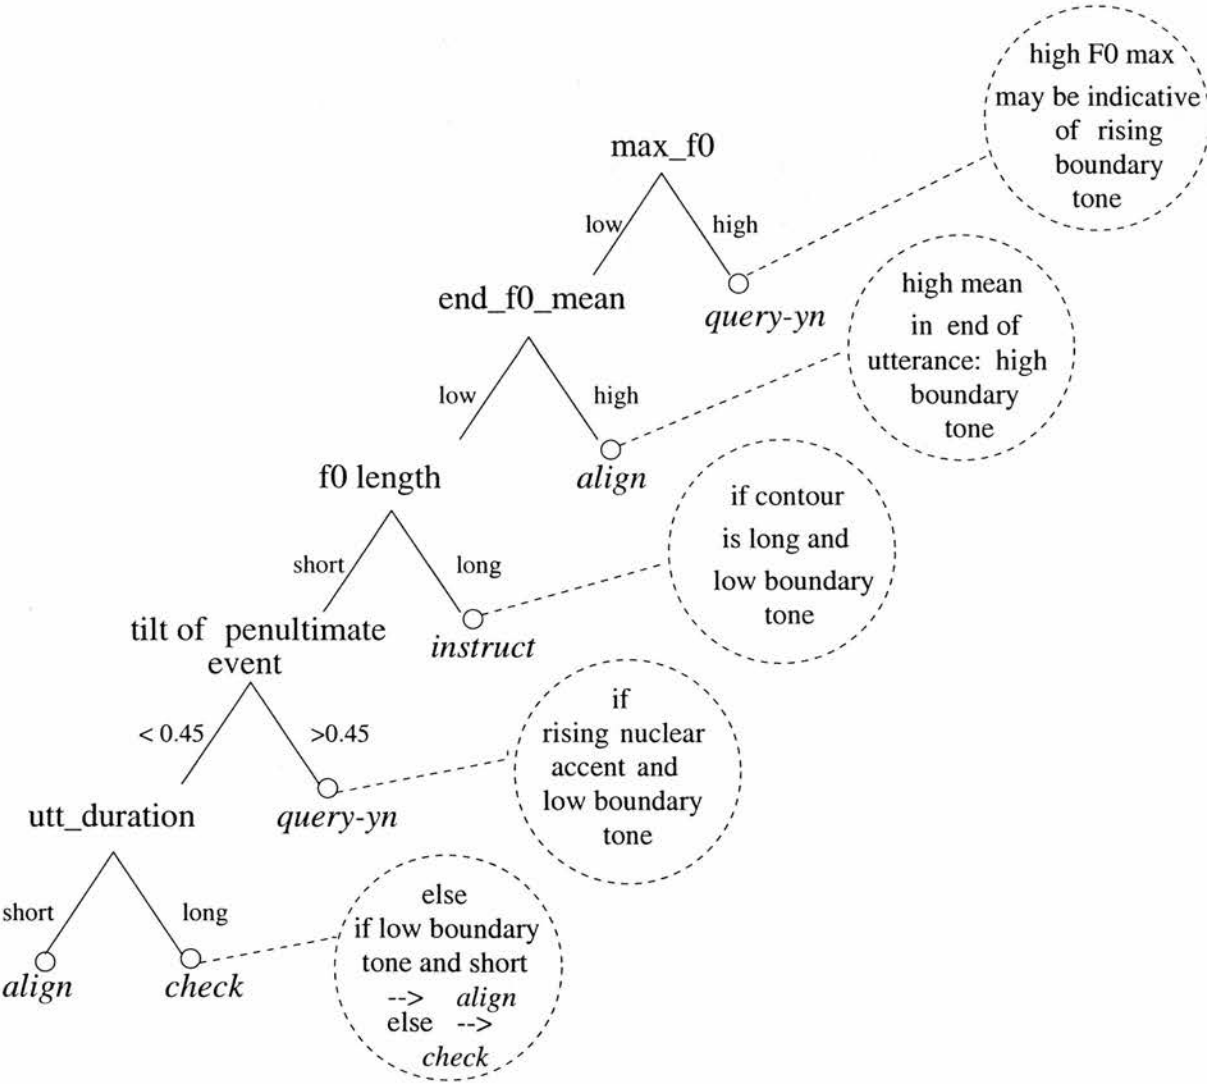 high F0 max
may be indicative
of rising
boundary
tone
max_f0
low
high
query-yn
end_f0_mean
high mean
in end of
utterance: high
boundary
tone
low
high
align
f0 length
if contour
is long and
low boundary
tone
short
long
instruct
tilt of penultimate
event
if
rising nuclear
accent and
low boundary
tone
< 0.45
>0.45
query-yn
utt_duration
else
if low boundary
tone and short
--> align
else -->
check
short
long
align
check